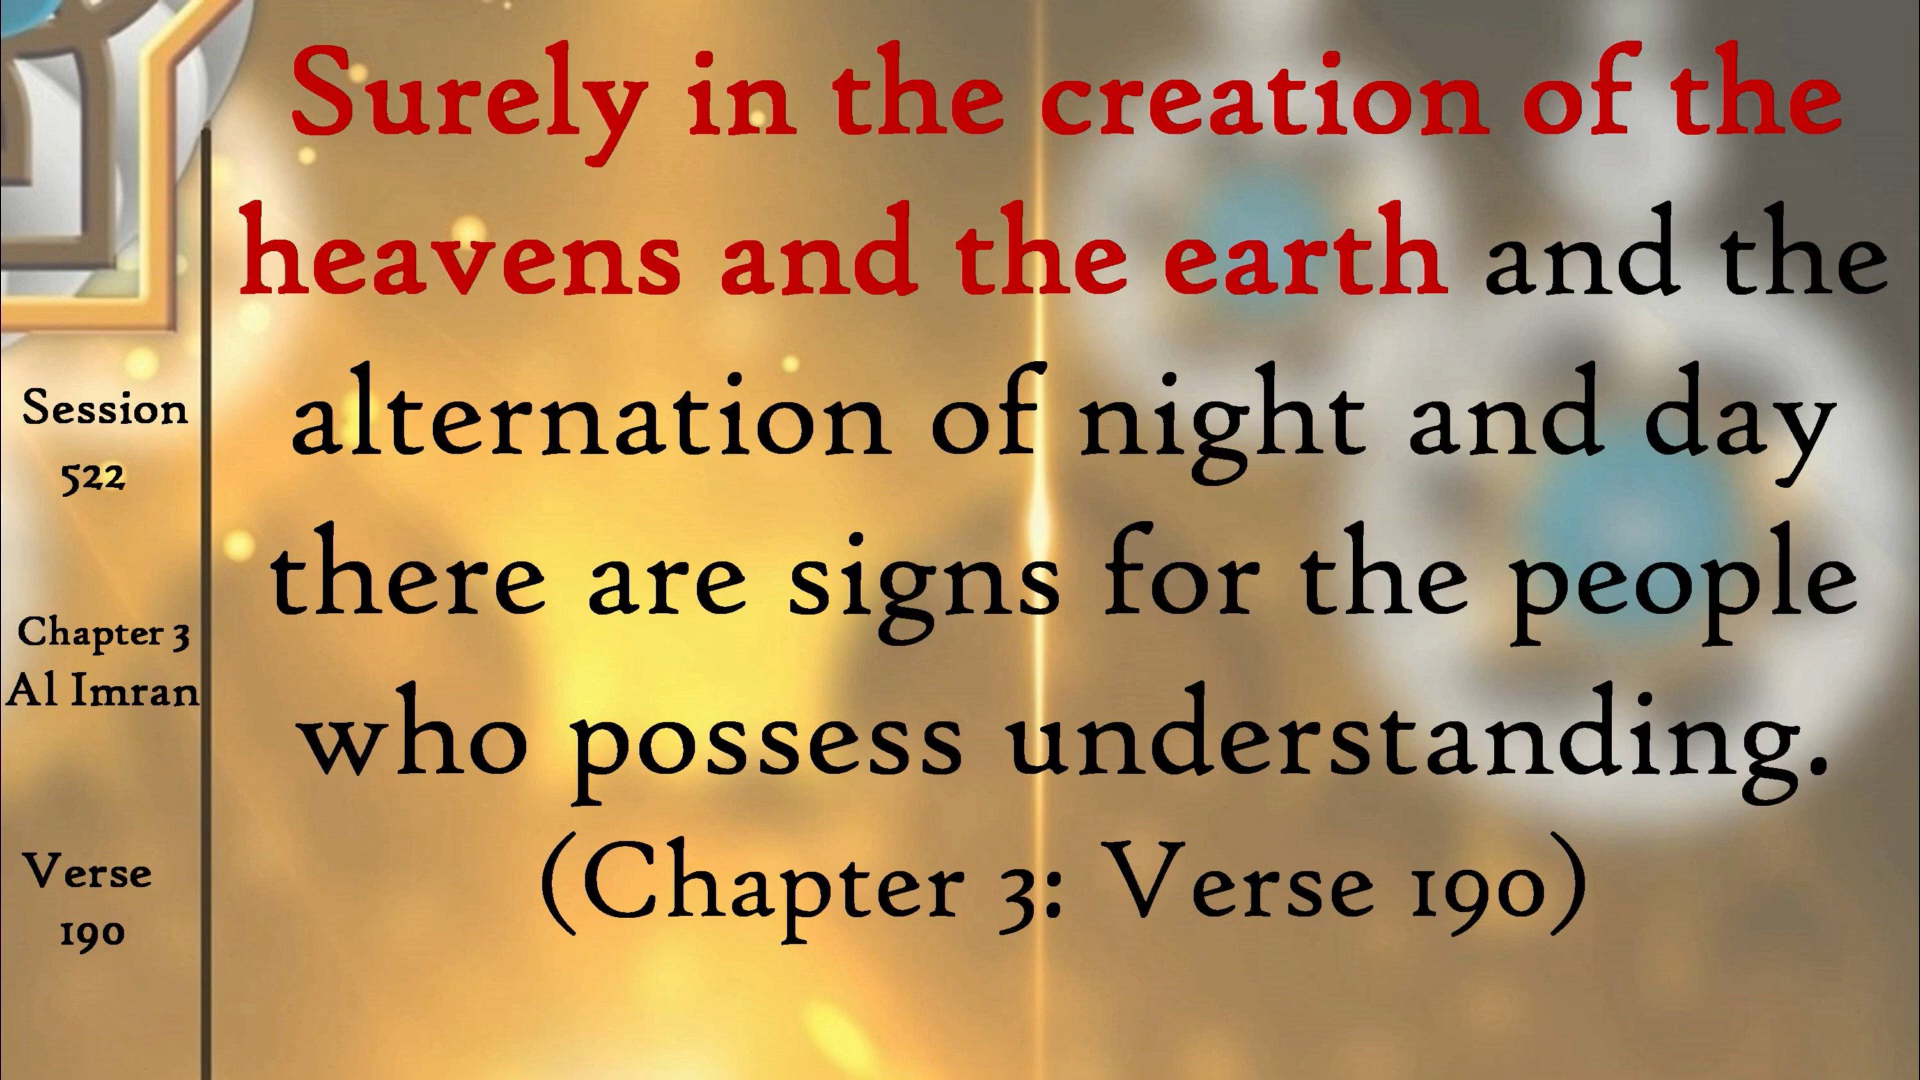 Surely in the creation of the
heavens and the earth and the
alternation of night and day
there are signs for the people
who possess understanding.
(Chapter 3: Verse 190)
Session
522
Chapter 3
Al Imran
Verse
190